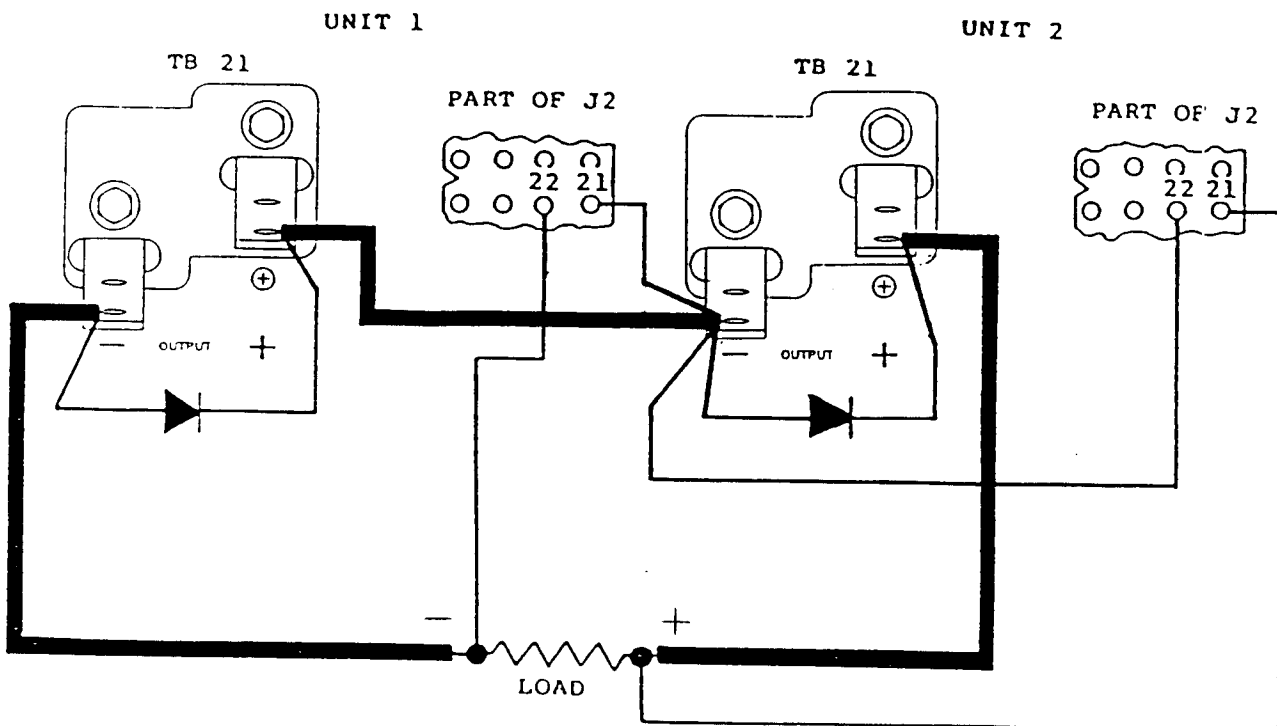 UNIT 1
UNIT 2
TB 21
PART OF J2
22 21
- OUTPUT +
TB 21
PART OF J2
22 21
- OUTPUT +
- +
LOAD